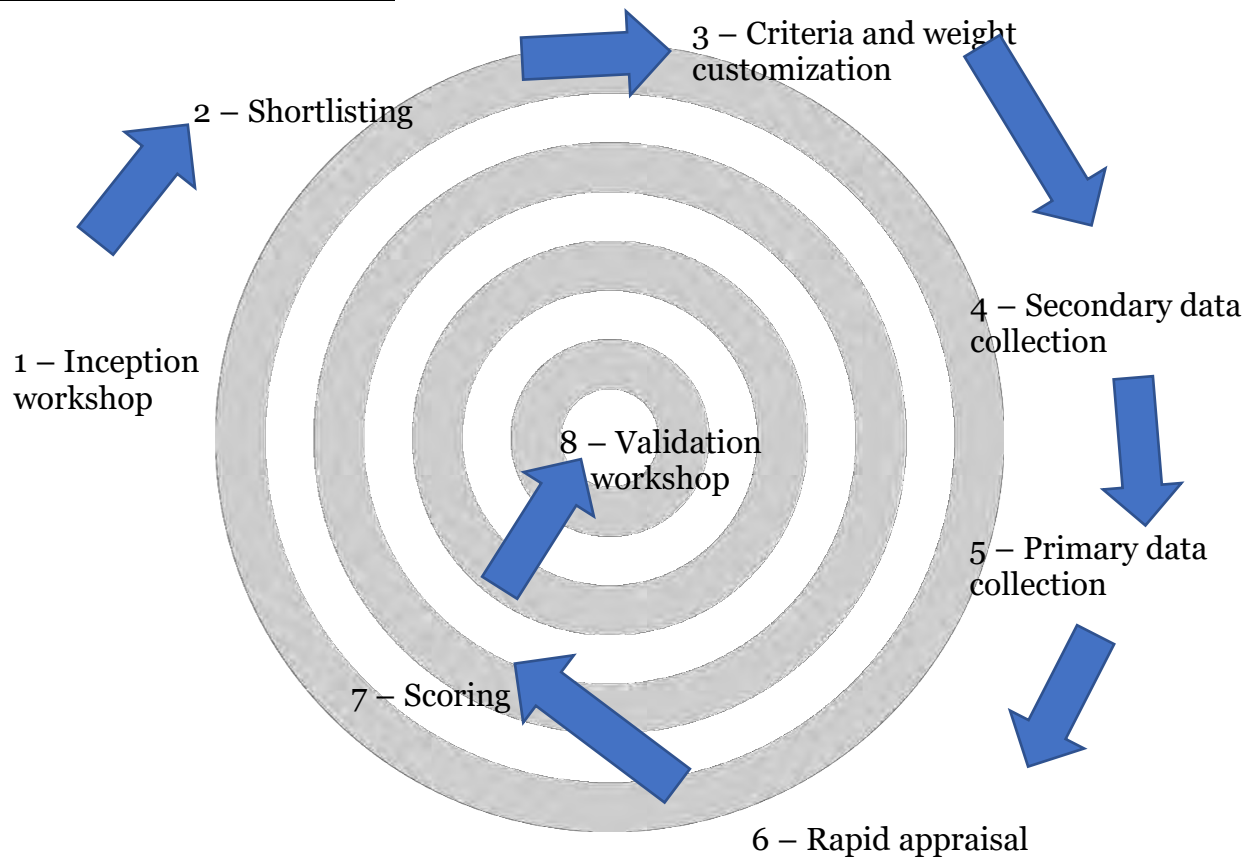 1 – Inception
workshop
2 – Shortlisting
3 – Criteria and weight
customization
4 – Secondary data
collection
5 – Primary data
collection
6 – Rapid appraisal
7 – Scoring
8 – Validation
workshop